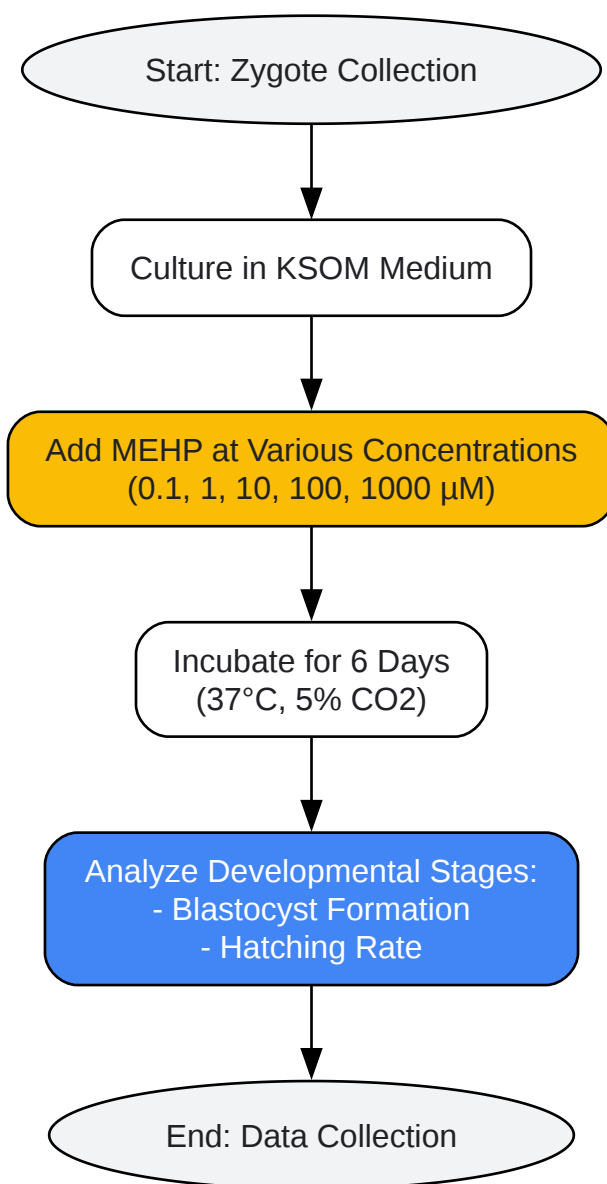 Start: Zygote Collection
Culture in KSOM Medium
Add MEHP at Various Concentrations
(0.1, 1, 10, 100, 1000 µM)
Incubate for 6 Days
(37°C, 5% CO2)
Analyze Developmental Stages:
- Blastocyst Formation
- Hatching Rate
End: Data Collection